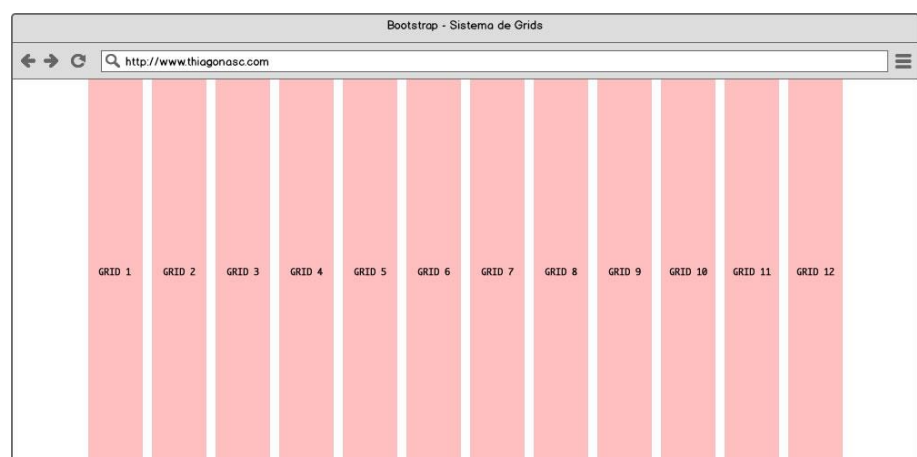 Bootstrap - Sistema de Grids
http://www.thiagonasc.com
GRID 1 GRID 2 GRID 3 GRID 4 GRID 5 GRID 6 GRID 7 GRID 8 GRID 9 GRID 10 GRID 11 GRID 12